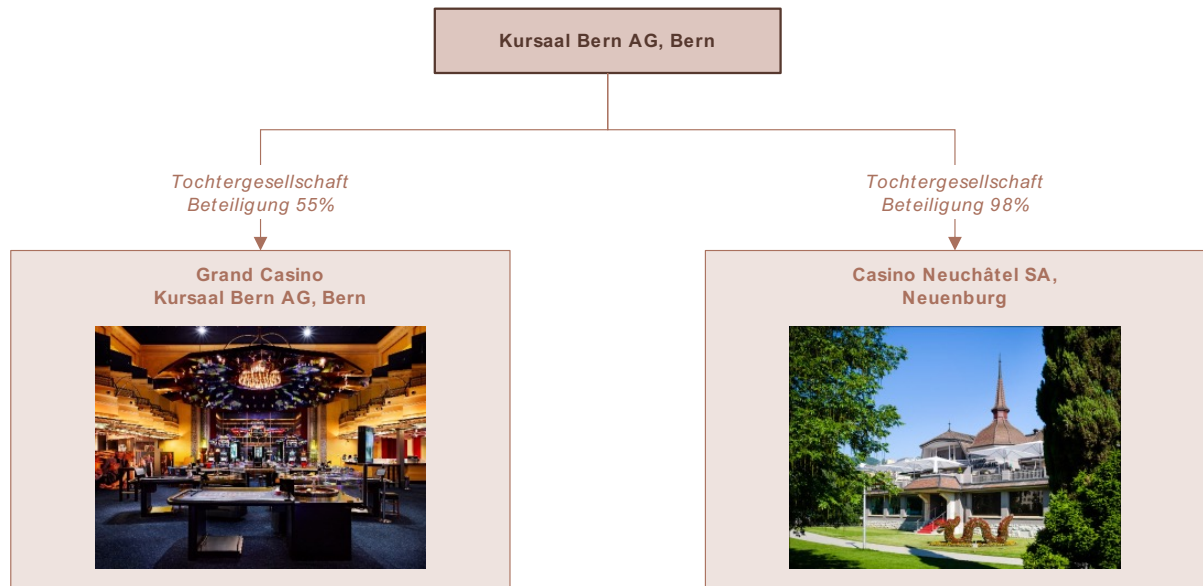 Kursaal Bern AG, Bern
Tochtergesellschaft
Beteiligung 55%
Tochtergesellschaft
Beteiligung 98%
Grand Casino
Kursaal Bern AG, Bern
Casino Neuchâtel SA,
Neuenburg